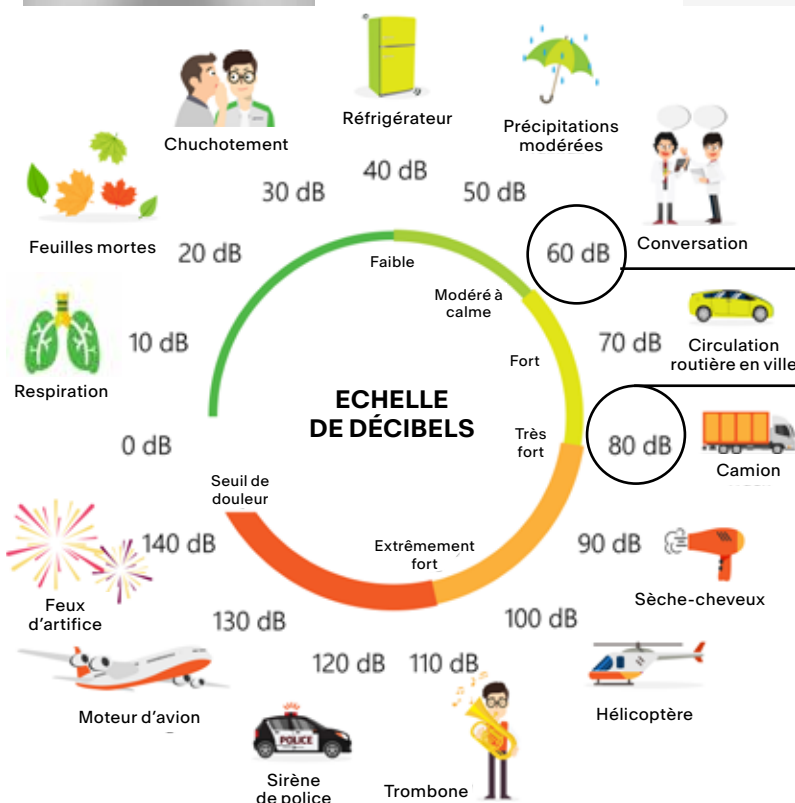 Chuchotement
Réfrigérateur
Précipitations
modérées
40 dB
30 dB
50 dB
Feuilles mortes
20 dB
60 dB
Conversation
Faible
Modéré à
calme
10 dB
70 dB
Circulation
routière en ville
Respiration
Fort
ECHELLE
DE DÉCIBELS
0 dB
Très
fort
80 dB
Camion
Seuil de
douleur
140 dB
Extrêmement
fort
90 dB
Sèche-cheveux
Feux
d'artifice
130 dB
100 dB
120 dB
110 dB
Moteur d'avion
Hélicoptère
POLICE
Sirène
de police
Trombone